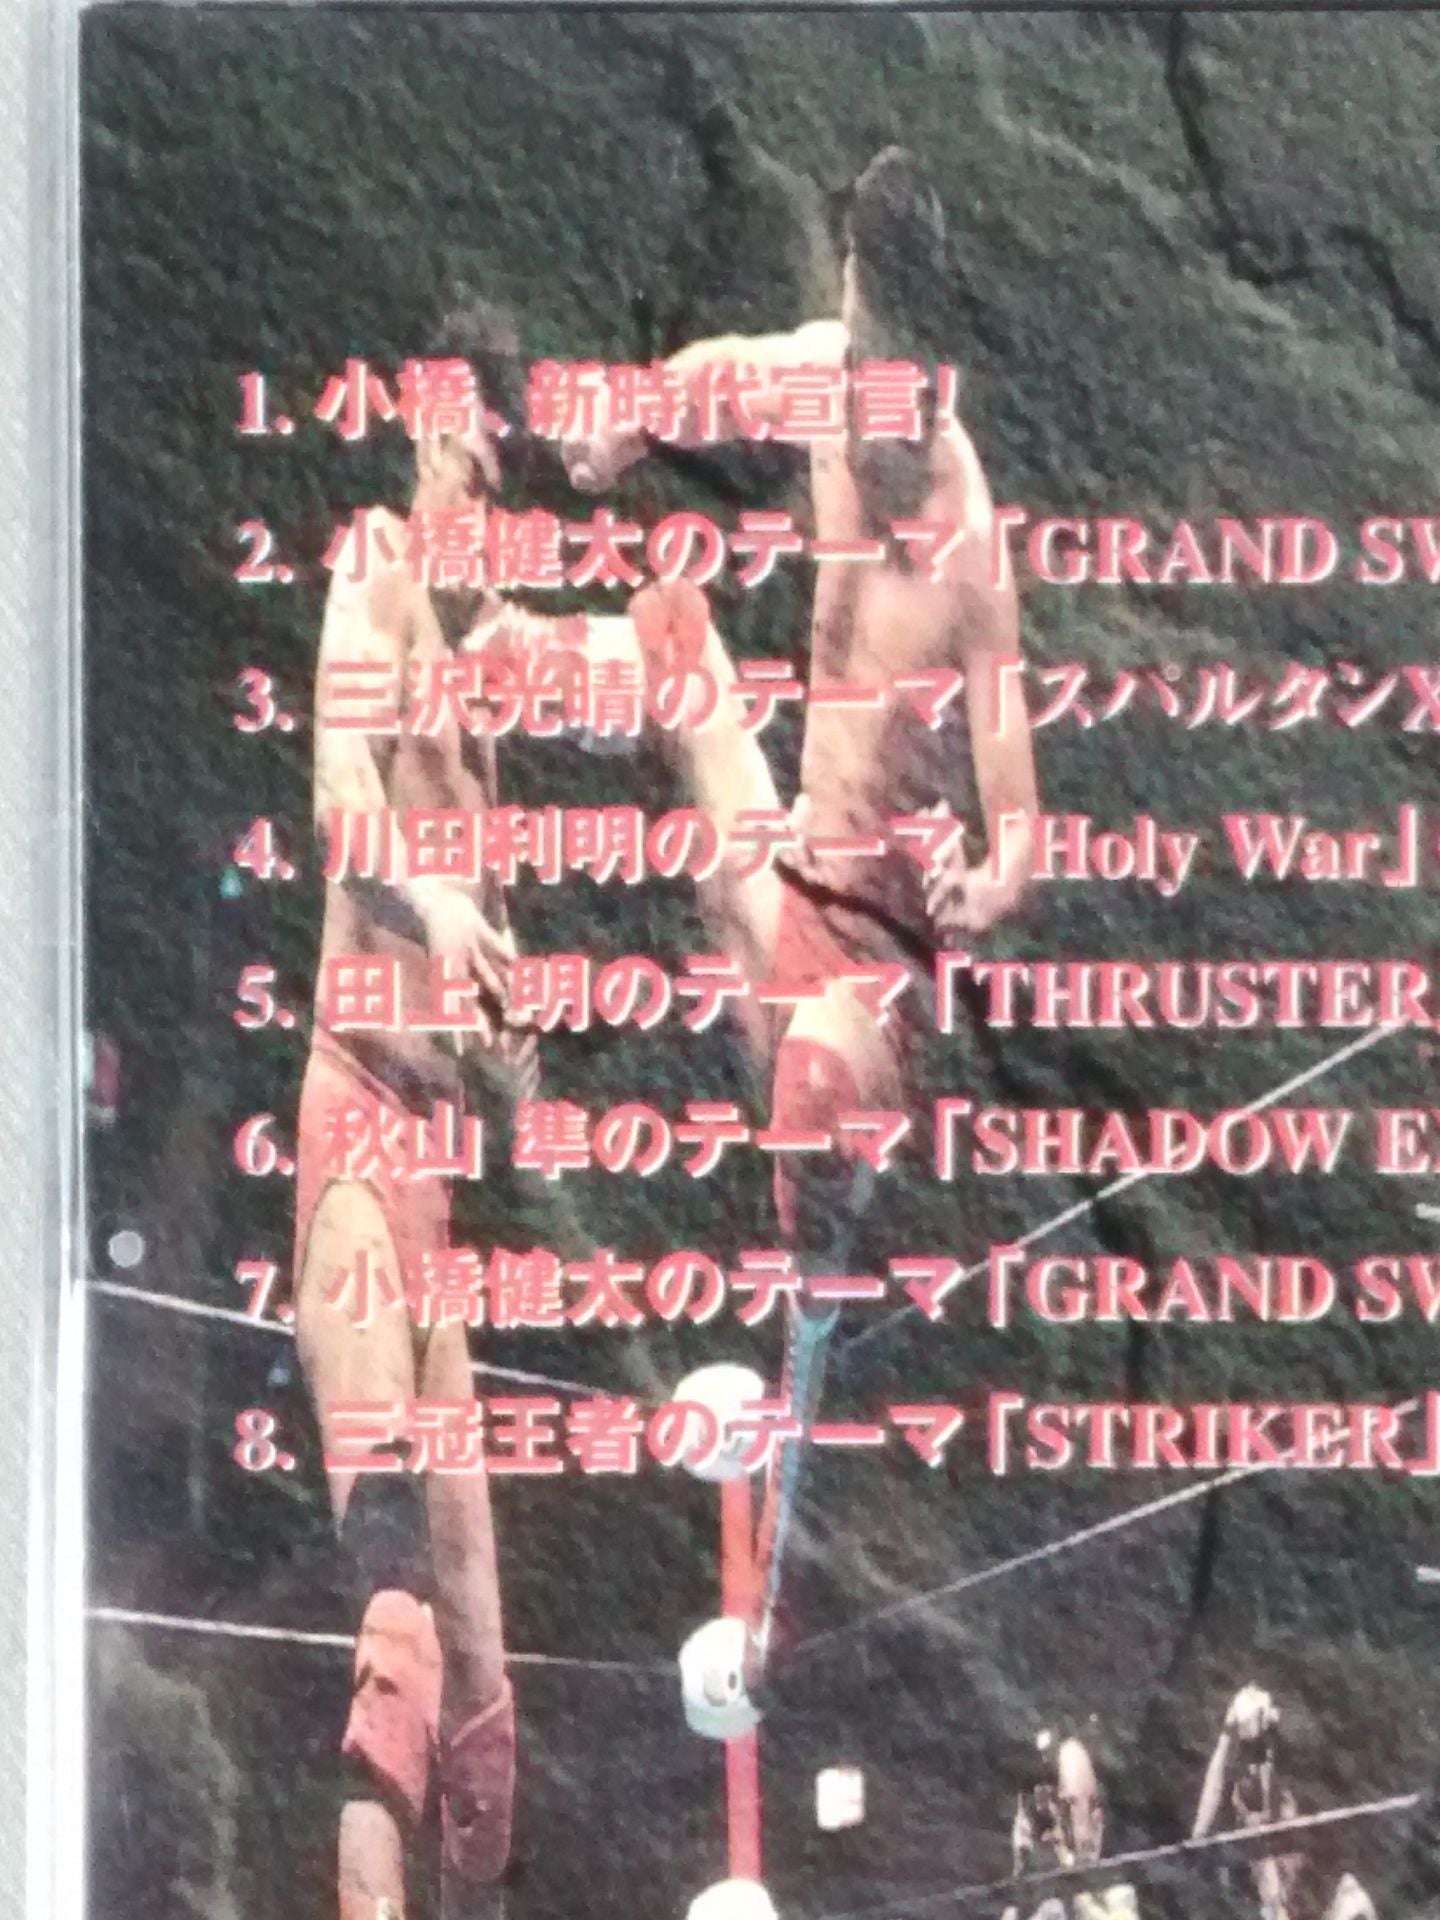 1. 小橋、新時代宣言!
2. 小橋健太のテーマ「GRAND SW
3. 三沢光晴のテーマ「スパルタンX
4. 川田利明のテーマ「Holy War」
5. 田上 明のテーマ「THRUSTER
6. 秋山 準のテーマ「SHADOW EX
7. 小橋健太のテーマ「GRAND SW
8. 三冠王者のテーマ「STRIKER」